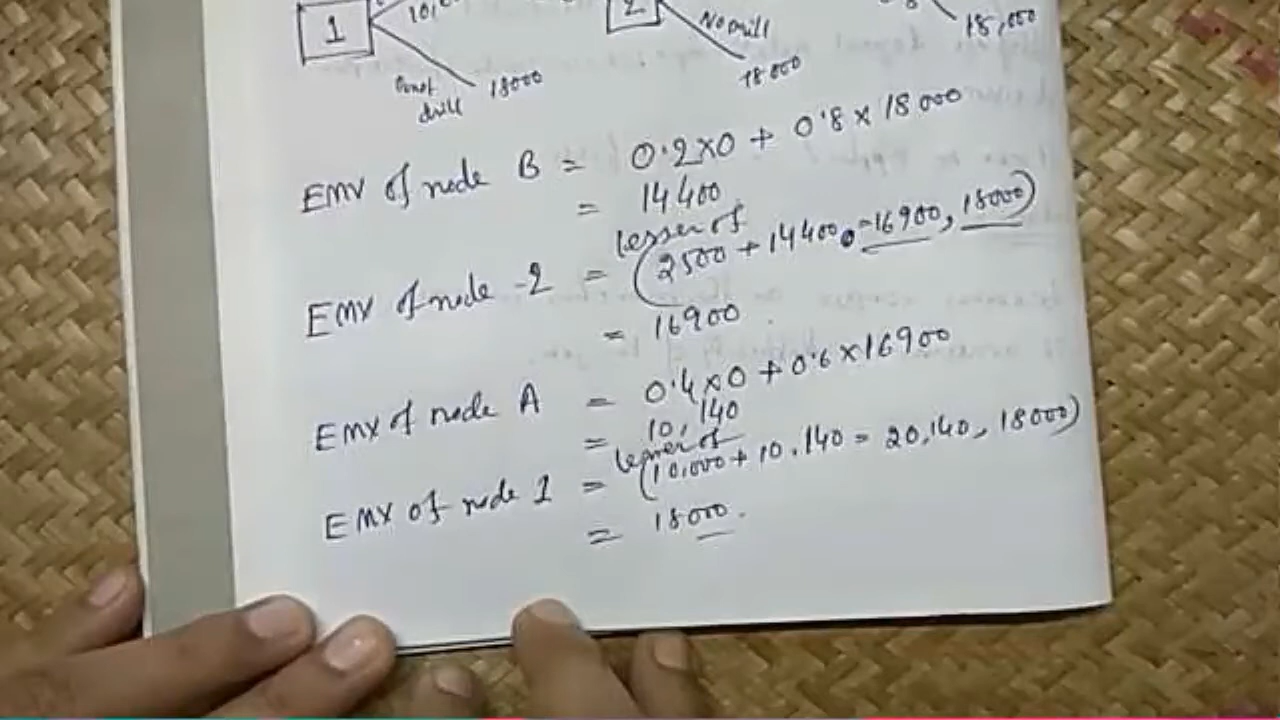 1
10,
Donot
drill
18000
2
No drill
18000
18,000
EMV of node B = 0.2×0 + 0.8×18000
= 14400
EMV of node -2 = lesser of (2500 + 14400 = 16900, 18000)
= 16900
EMV of node A = 0.4×0 + 0.6×16900
= 10,140
EMV of node 1 = lesser of (10,000 + 10,140 = 20,140, 18000)
= 18000.